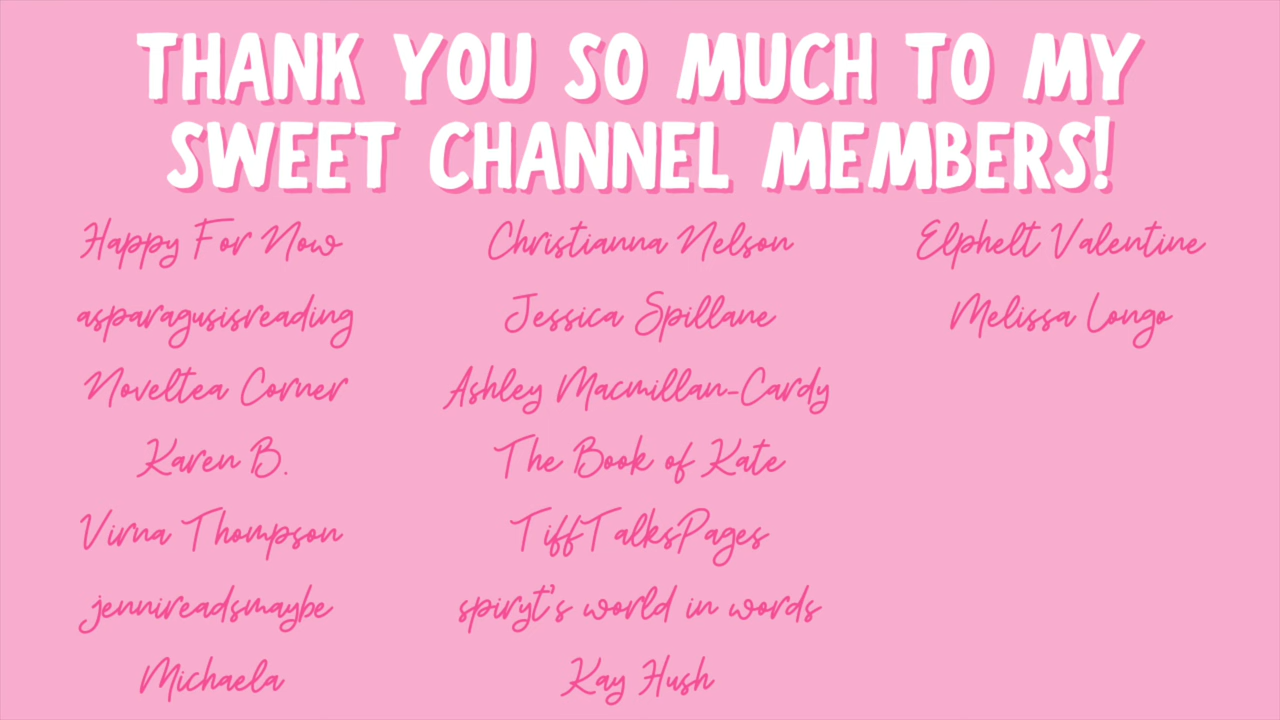 THANK YOU SO MUCH TO MY
SWEET CHANNEL MEMBERS!
Happy For Now
asparagusisreading
Noveltea Corner
Karen B.
Virna Thompson
jennireadsmaybe
Michaela
Christianna Nelson
Jessica Spillane
Ashley Macmillan-Cardy
The Book of Kate
TiffTalksPages
spiryt's world in words
Kay Hush
Elphelt Valentine
Melissa Longo